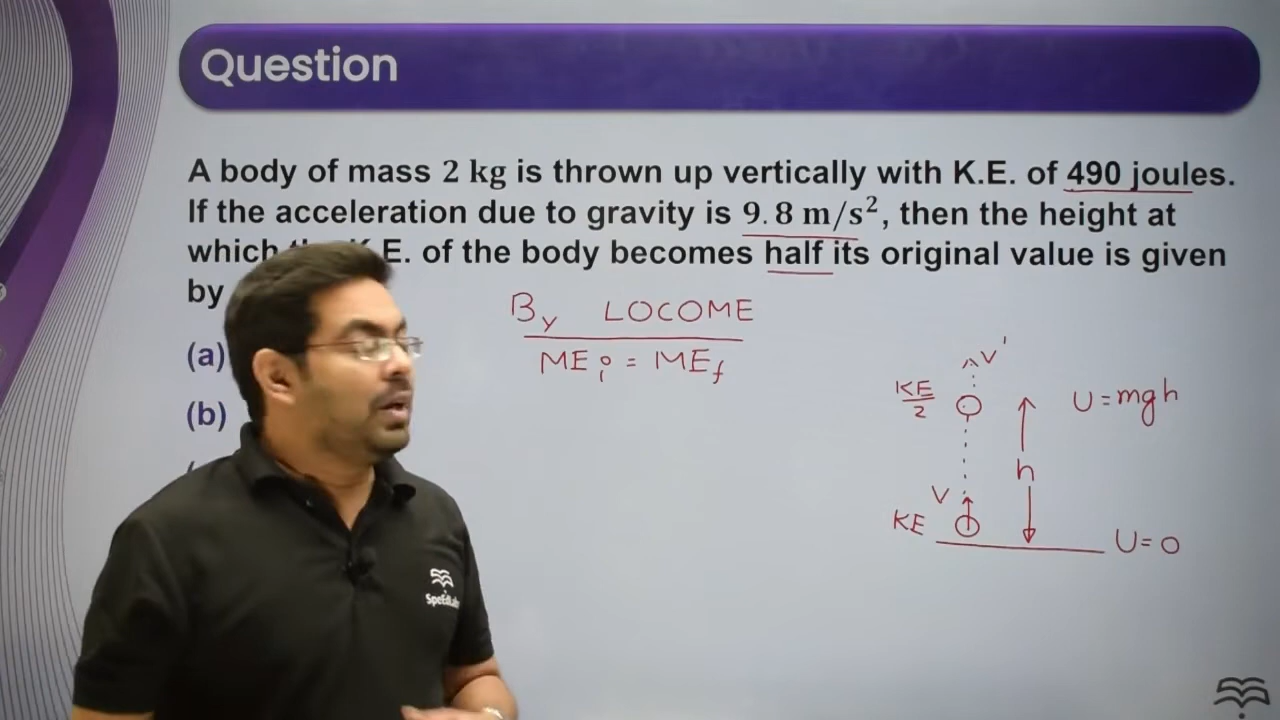 Question
A body of mass 2 kg is thrown up vertically with K.E. of 490 joules.
If the acceleration due to gravity is 9.8 m/s², then the height at
which E. of the body becomes half its original value is given
by
By LOCOME
MEi = MEf
(a)
(b)
V'
KE/2
U=mgh
h
V
KE
U=0